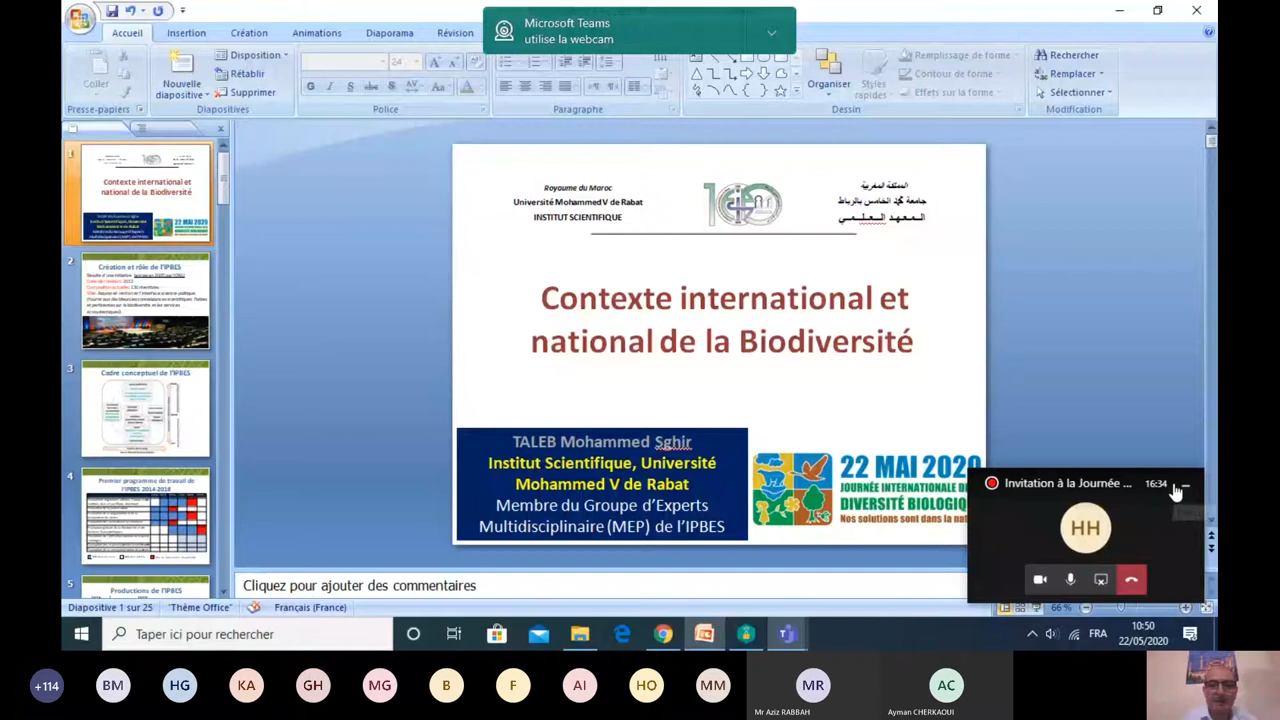 Microsoft Teams
utilise la webcam
Accueil
Insertion
Création
Animations
Diaporama
Révision
Coller
Nouvelle
diapositive
Disposition
Rétablir
Supprimer
24
Organiser
Styles
rapides
Remplissage de forme
Contour de forme
Effets sur la forme
Rechercher
Remplacer
Sélectionner
Presse-papiers
Diapositives
Police
Paragraphe
Dessin
Modification
1
Contexte international et
national de la Biodiversité
2
Création et rôle de l'IPBES
3
Cadre conceptuel de l'IPBES
4
Premier programme de travail de
l'IPBES 2014-2018
5
Productions de l'IPBES
Royaume du Maroc
Université Mohammed V de Rabat
INSTITUT SCIENTIFIQUE
المملكة المغربية
جامعة محمد الخامس بالرباط
المعهد العلمي
Contexte international et
national de la Biodiversité
TALEB Mohammed Sghir
Institut Scientifique, Université
Mohammed V de Rabat
Membre du Groupe d'Experts
Multidisclinaire (MEP) de l'IPBES
22 MAI 2020
JOURNÉE INTERNATIONALE DE
DIVERSITÉ BIOLOGIQU
Nos solutions sont dans la nat
Invitation à la Journée ...
16:34
HH
Cliquez pour ajouter des commentaires
Diapositive 1 sur 25
"Thème Office"
Français (France)
66 %
Taper ici pour rechercher
FRA
10:50
22/05/2020
+114
BM
HG
KA
GH
MG
B
F
AI
HO
MM
MR
Mr Aziz RABBAH
AC
Ayman CHERKAOUI